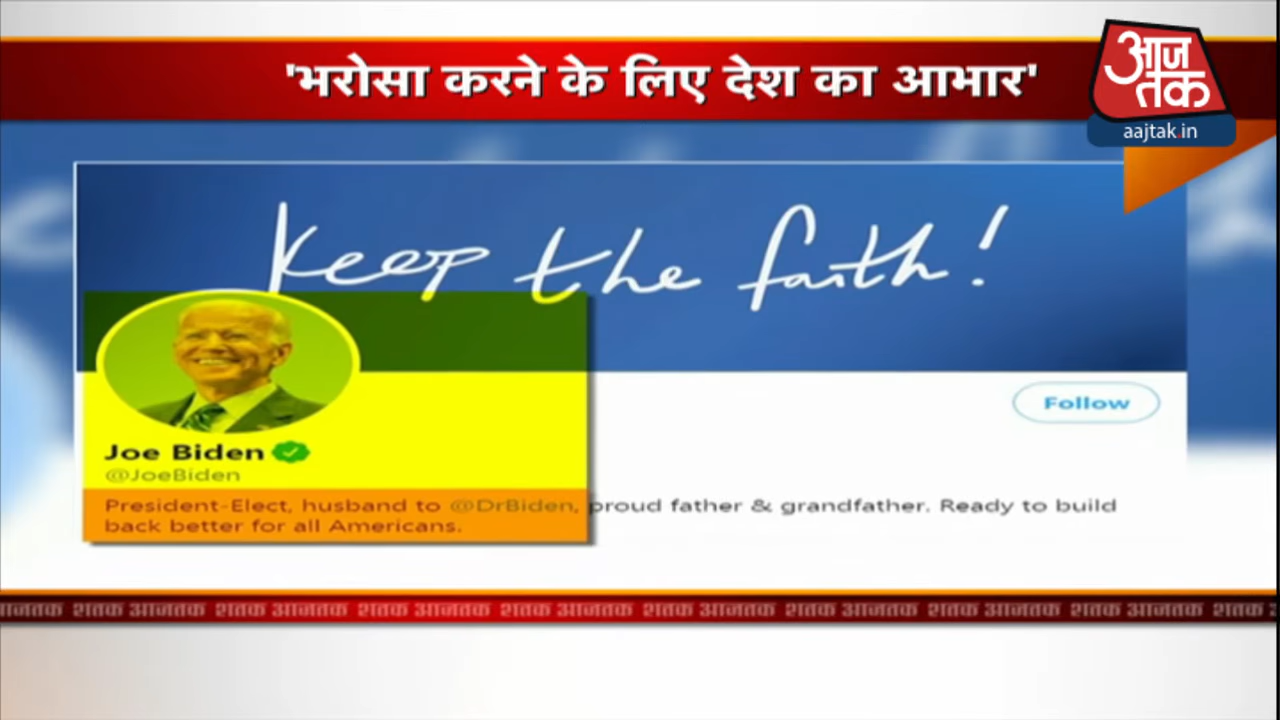 'भरोसा करने के लिए देश का आभार'
आज
तक
aajtak.in
keep the faith!
Follow
Joe Biden
@JoeBiden
President-Elect, husband to @DrBiden, proud father & grandfather. Ready to build
back better for all Americans.
आजतक शतक आजतक शतक आजतक शतक आजतक शतक आजतक शतक आजतक शतक आजतक शतक आजतक शतक आजतक शतक